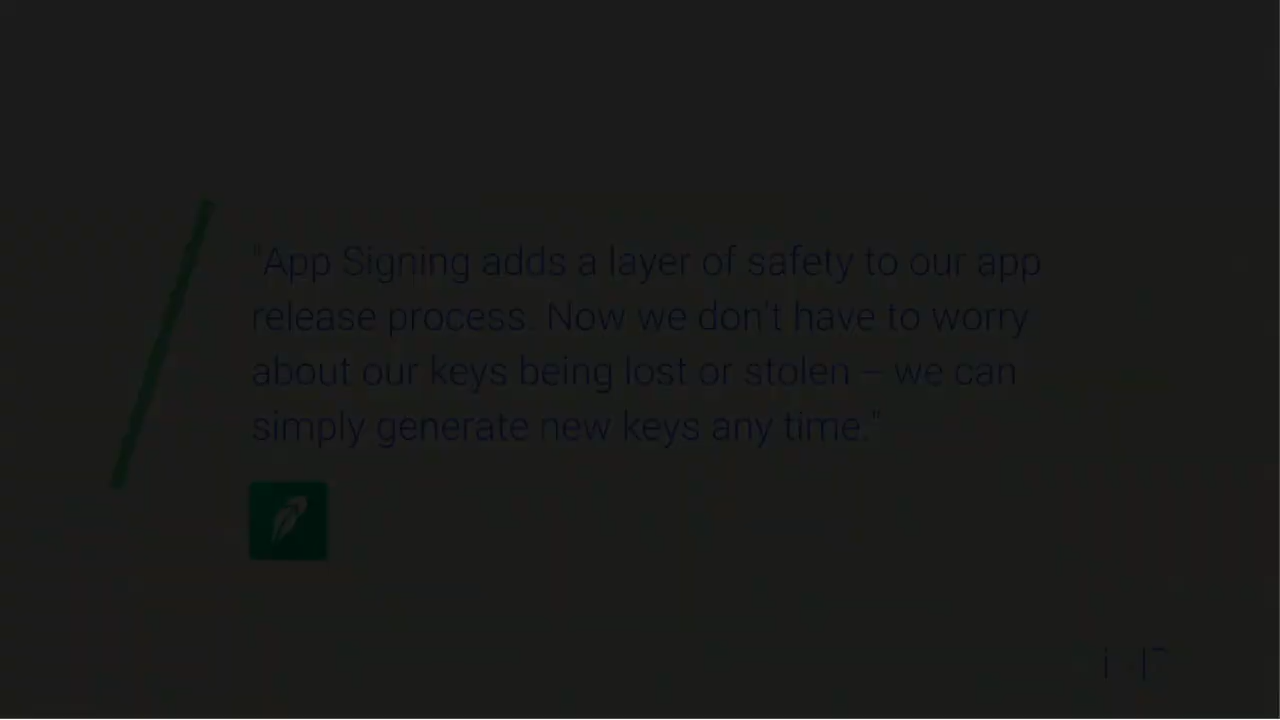 "App Signing adds a layer of safety to our app
release process. Now we don't have to worry
about our keys being lost or stolen – we can
simply generate new keys any time."